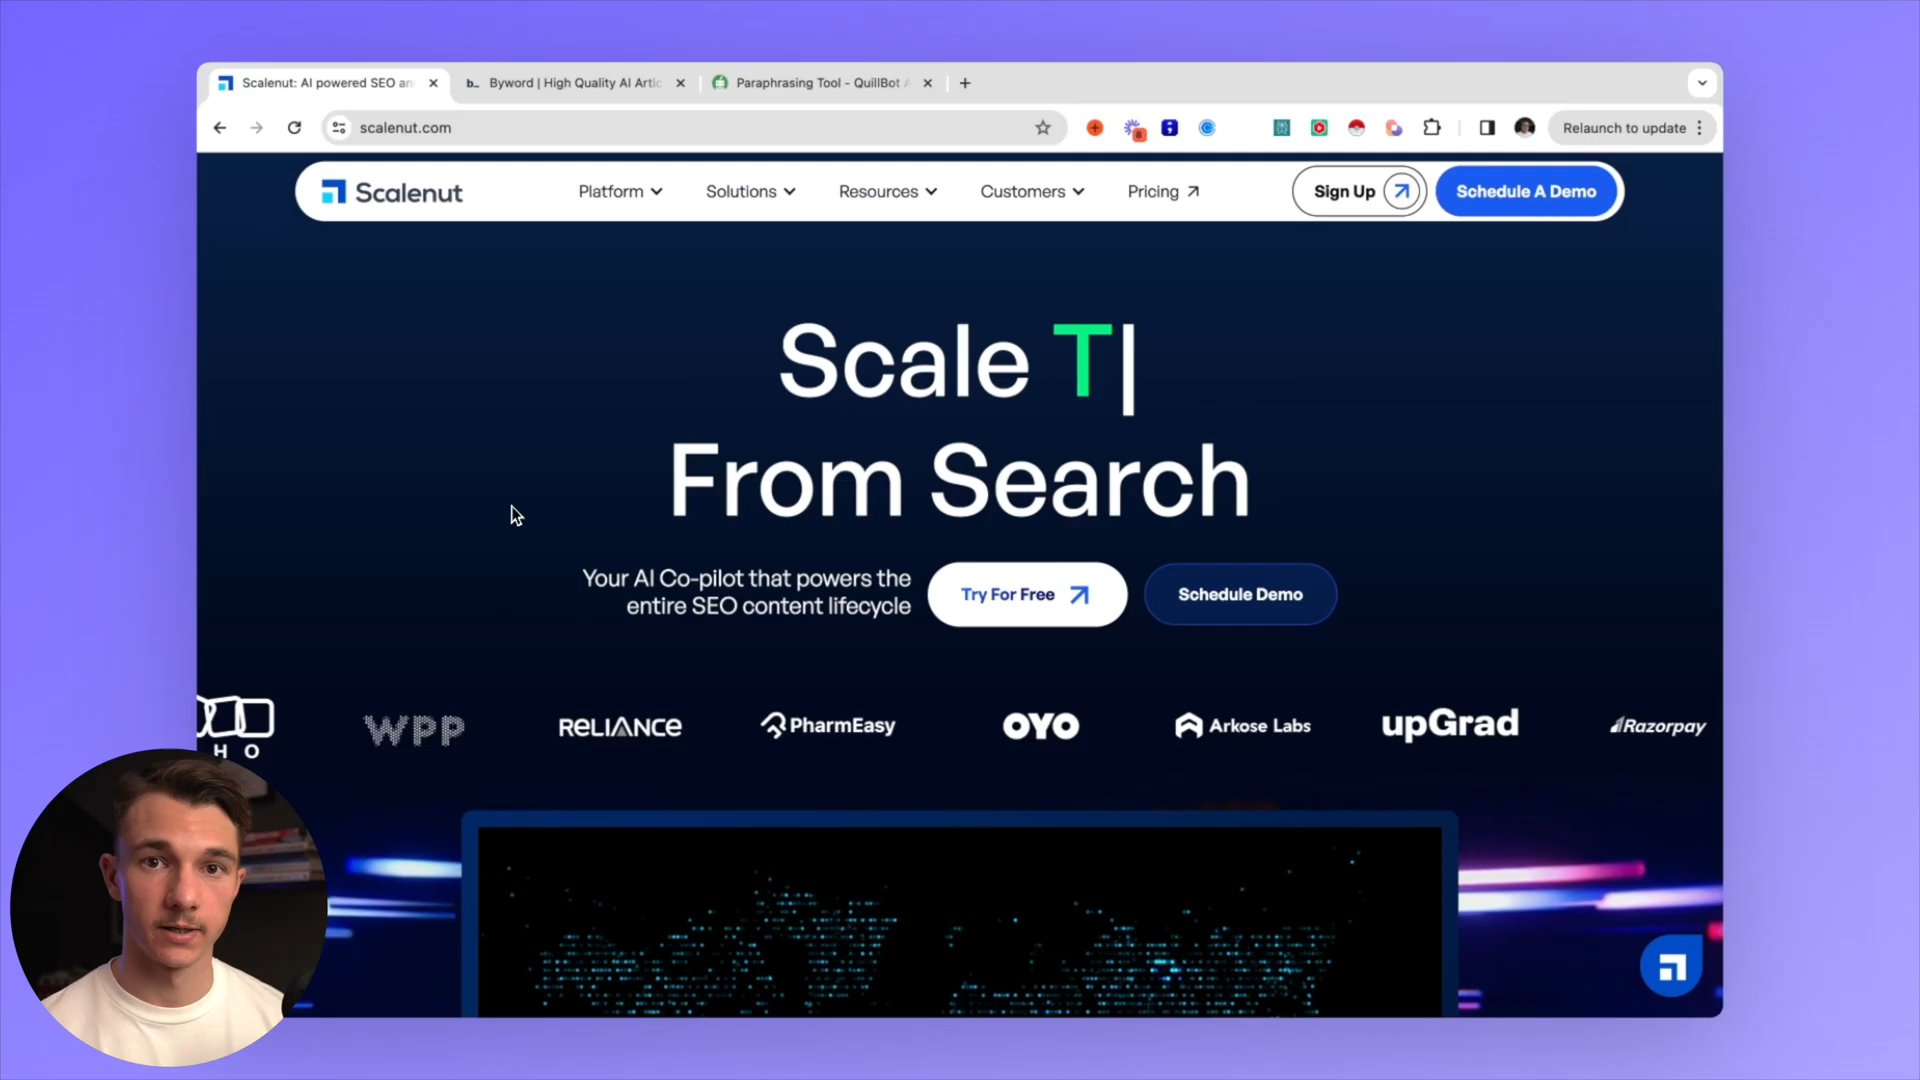 Scalenut: AI powered SEO an
b.. Byword | High Quality AI Artic
Paraphrasing Tool - QuillBot A
scalenut.com
8
Relaunch to update
Scalenut
Platform
Solutions
Resources
Customers
Pricing
Sign Up
Schedule A Demo
Scale T|
From Search
Your AI Co-pilot that powers the
entire SEO content lifecycle
Try For Free
Schedule Demo
HO
WPP
RELIANCE
PharmEasy
OYO
Arkose Labs
upGrad
Razorpay